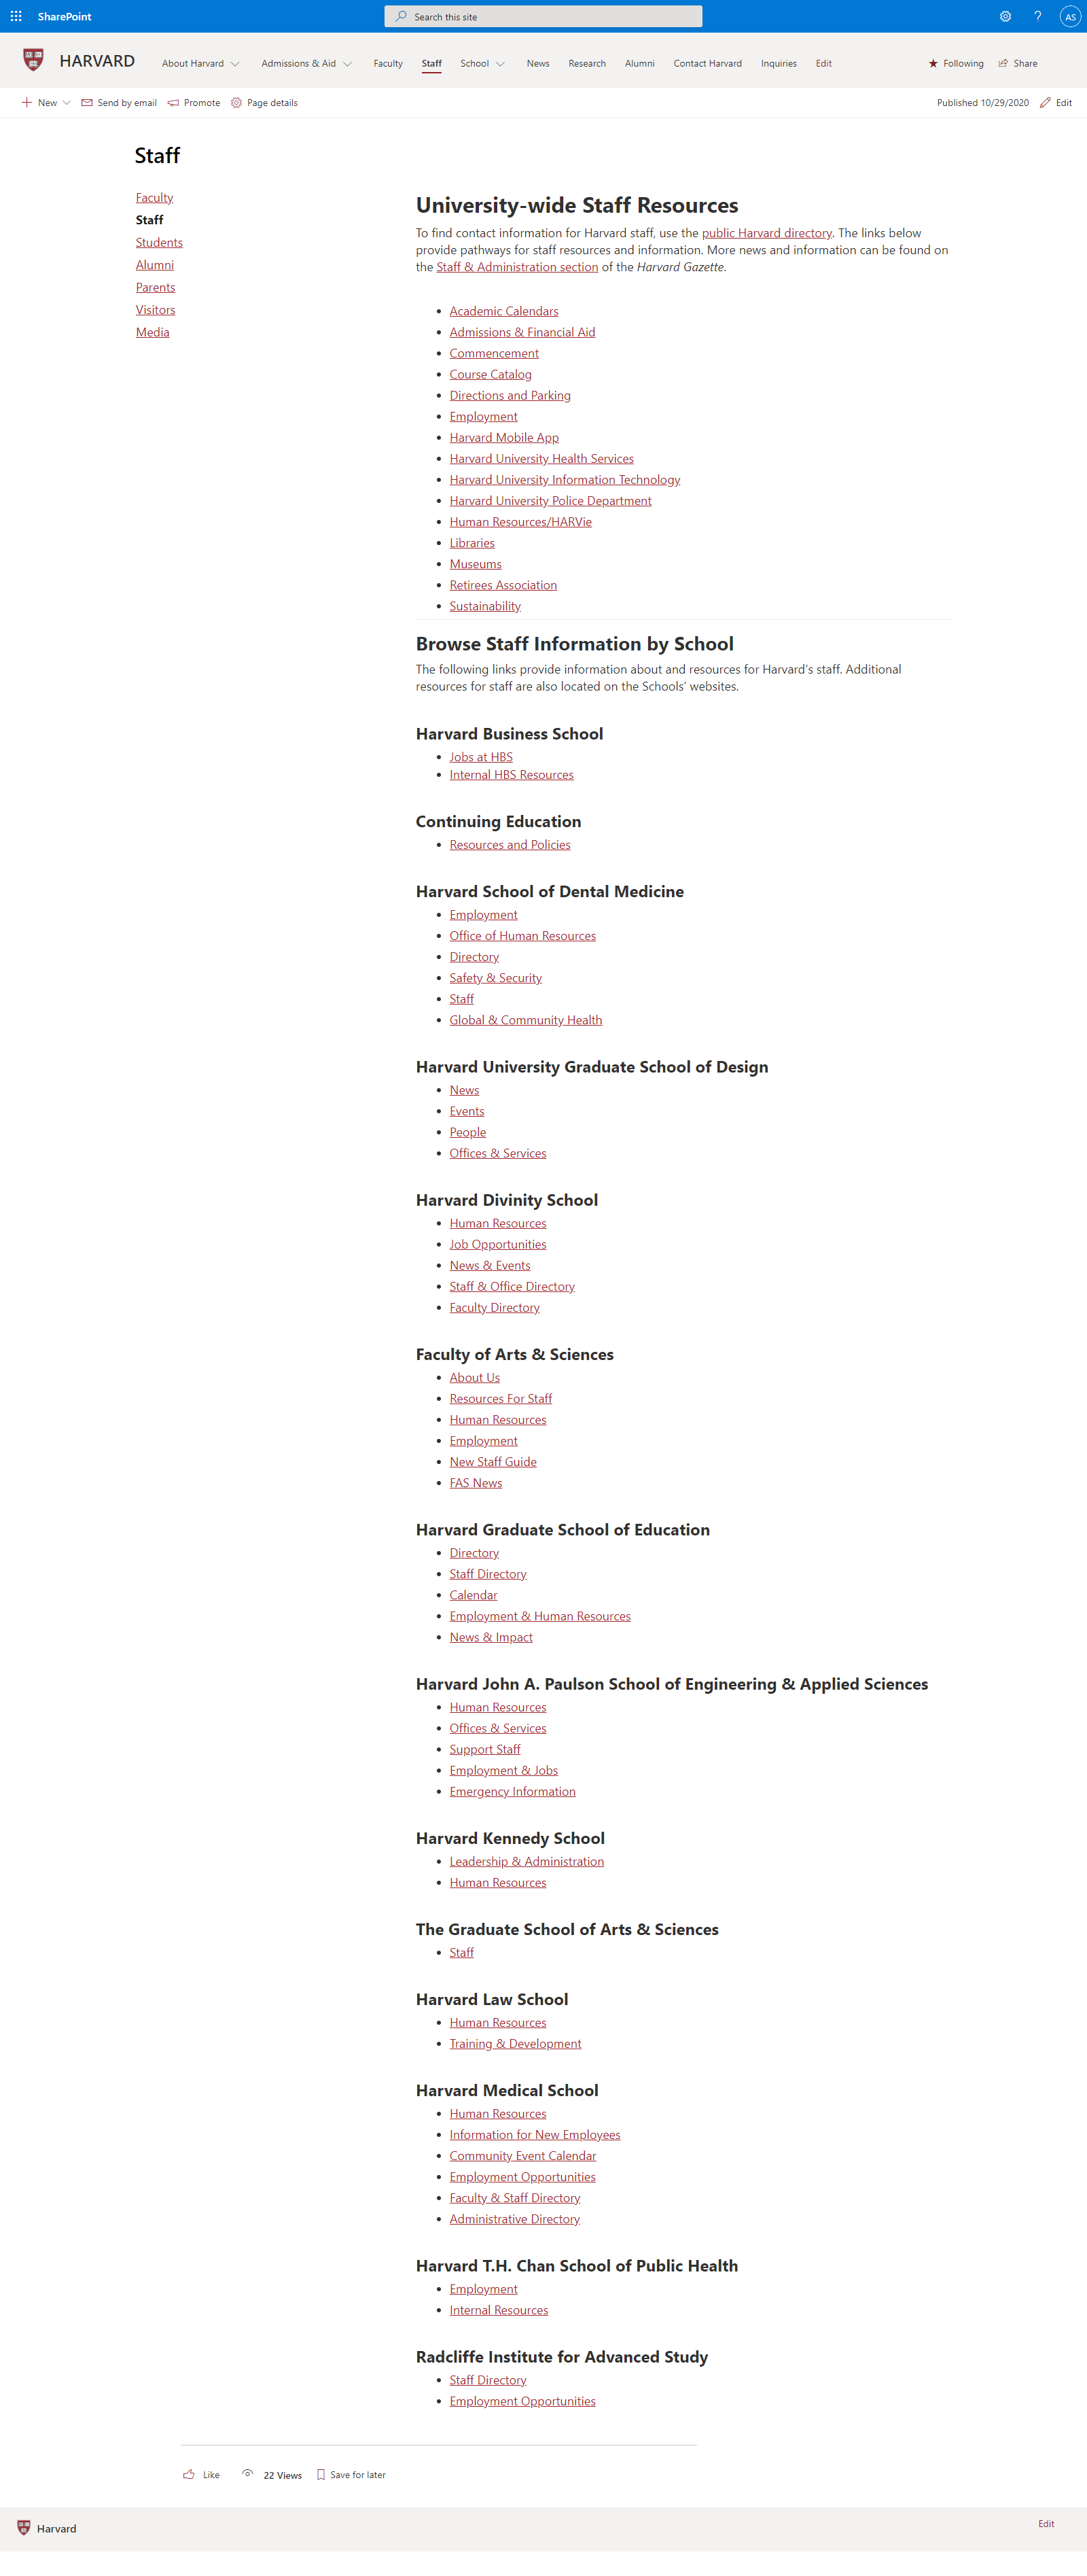 SharePoint
Search this site
?
AS
HARVARD
About Harvard
Admissions & Aid
Faculty
Staff
School
News
Research
Alumni
Contact Harvard
Inquiries
Edit
Following
Share
New
Send by email
Promote
Page details
Published 10/29/2020
Edit
Staff
Faculty
Staff
Students
Alumni
Parents
Visitors
Media
University-wide Staff Resources
To find contact information for Harvard staff, use the public Harvard directory. The links below
provide pathways for staff resources and information. More news and information can be found on
the Staff & Administration section of the Harvard Gazette.
Academic Calendars
Admissions & Financial Aid
Commencement
Course Catalog
Directions and Parking
Employment
Harvard Mobile App
Harvard University Health Services
Harvard University Information Technology
Harvard University Police Department
Human Resources/HARVie
Libraries
Museums
Retirees Association
Sustainability
Browse Staff Information by School
The following links provide information about and resources for Harvard's staff. Additional
resources for staff are also located on the Schools' websites.
Harvard Business School
Jobs at HBS
Internal HBS Resources
Continuing Education
Resources and Policies
Harvard School of Dental Medicine
Employment
Office of Human Resources
Directory
Safety & Security
Staff
Global & Community Health
Harvard University Graduate School of Design
News
Events
People
Offices & Services
Harvard Divinity School
Human Resources
Job Opportunities
News & Events
Staff & Office Directory
Faculty Directory
Faculty of Arts & Sciences
About Us
Resources For Staff
Human Resources
Employment
New Staff Guide
FAS News
Harvard Graduate School of Education
Directory
Staff Directory
Calendar
Employment & Human Resources
News & Impact
Harvard John A. Paulson School of Engineering & Applied Sciences
Human Resources
Offices & Services
Support Staff
Employment & Jobs
Emergency Information
Harvard Kennedy School
Leadership & Administration
Human Resources
The Graduate School of Arts & Sciences
Staff
Harvard Law School
Human Resources
Training & Development
Harvard Medical School
Human Resources
Information for New Employees
Community Event Calendar
Employment Opportunities
Faculty & Staff Directory
Administrative Directory
Harvard T.H. Chan School of Public Health
Employment
Internal Resources
Radcliffe Institute for Advanced Study
Staff Directory
Employment Opportunities
Like
22 Views
Save for later
Harvard
Edit